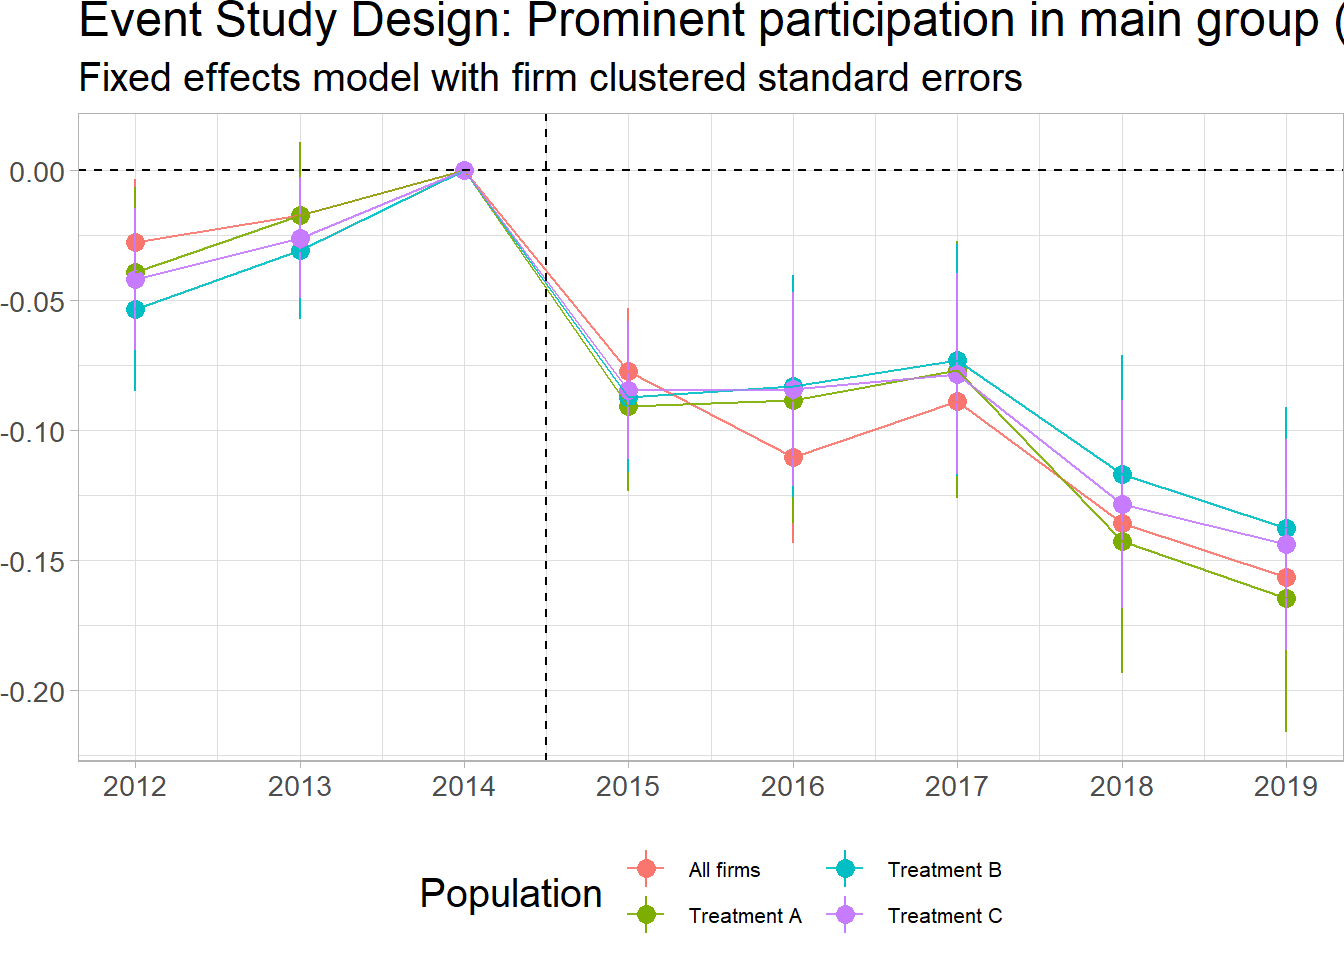 Event Study Design: Prominent participation in main group (
Fixed effects model with firm clustered standard errors
0.00
-0.05
-0.10
-0.15
-0.20
2012 2013 2014 2015 2016 2017 2018 2019
Population
All firms
Treatment A
Treatment B
Treatment C